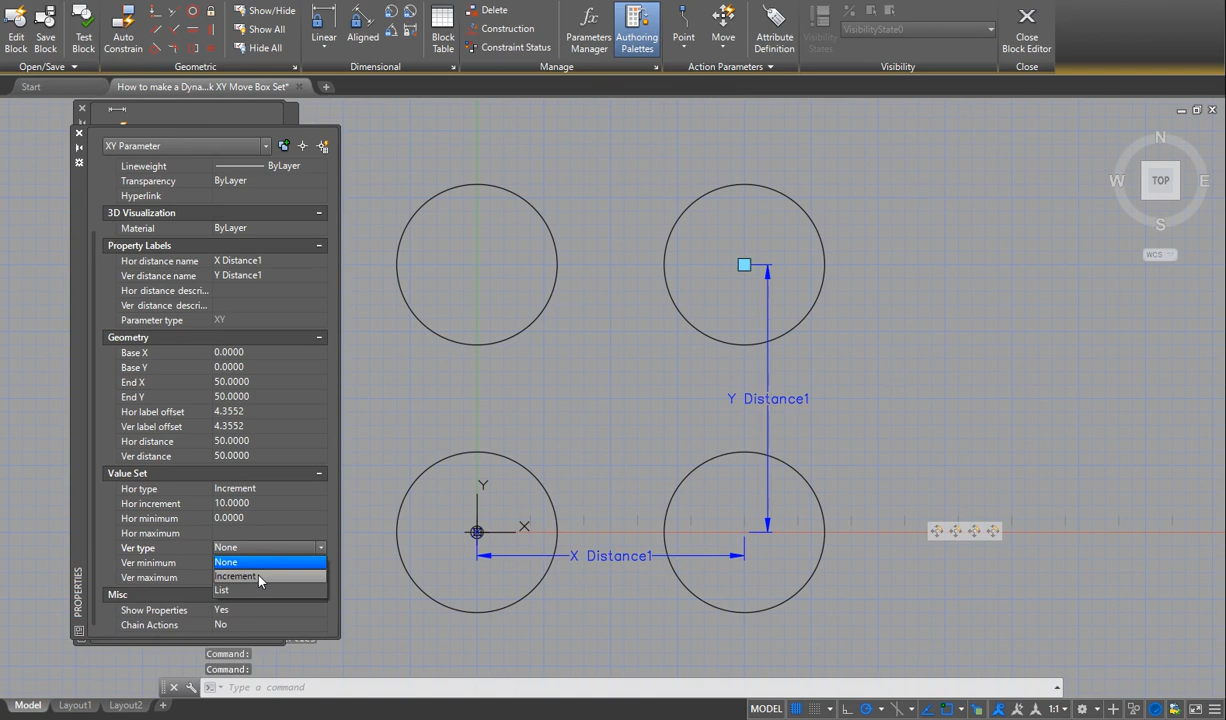 Edit
Block
Save
Block
Test
Block
Auto
Constrain
Show/Hide
Show All
Hide All
Linear
Aligned
Block
Table
Delete
Construction
Constraint Status
Parameters
Manager
Authoring
Palettes
Point
Move
Attribute
Definition
Visibility
States
VisibilityState0
Close
Block Editor
Open/Save
Geometric
Dimensional
Manage
Action Parameters
Visibility
Close
Start
How to make a Dyna...k XY Move Box Set*
XY Parameter
Lineweight ByLayer
Transparency ByLayer
Hyperlink
3D Visualization
Material ByLayer
Property Labels
Hor distance name X Distance1
Ver distance name Y Distance1
Hor distance descri...
Ver distance descri...
Parameter type XY
Geometry
Base X 0.0000
Base Y 0.0000
End X 50.0000
End Y 50.0000
Hor label offset 4.3552
Ver label offset 4.3552
Hor distance 50.0000
Ver distance 50.0000
Value Set
Hor type Increment
Hor increment 10.0000
Hor minimum 0.0000
Hor maximum
Ver type None
Ver minimum None
Ver maximum Increment
List
Misc
Show Properties Yes
Chain Actions No
PROPERTIES
N
W TOP E
S
WCS
Y Distance1
Y
X
X Distance1
Command:
Command:
Type a command
Model Layout1 Layout2 +
MODEL 1:1